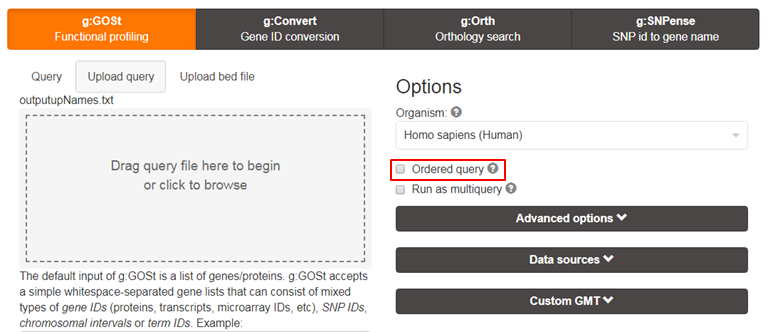 g:GOSt
Functional profiling
g:Convert
Gene ID conversion
g:Orth
Orthology search
g:SNPense
SNP id to gene name
Query
Upload query
Upload bed file
outputupNames.txt
Drag query file here to begin
or click to browse
The default input of g:GOSt is a list of genes/proteins. g:GOSt accepts
a simple whitespace-separated gene lists that can consist of mixed
types of gene IDs (proteins, transcripts, microarray IDs, etc), SNP IDs,
chromosomal intervals or term IDs. Example:
Options
Organism: ?
Homo sapiens (Human)
Ordered query ?
Run as multiquery ?
Advanced options
Data sources
Custom GMT